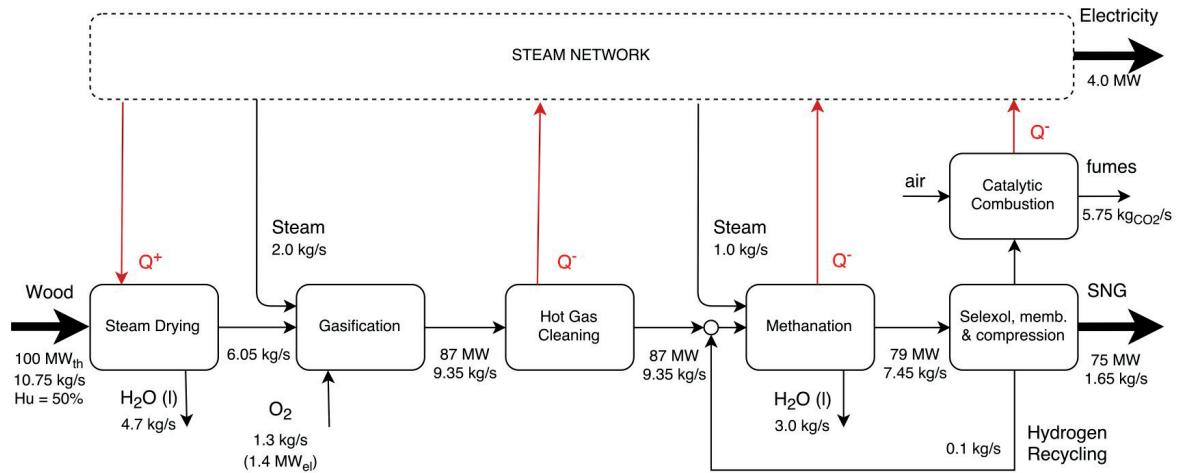 Electricity
STEAM NETWORK
4.0 MW
Q⁻
air
Catalytic
Combustion
fumes
5.75 kg_CO2/s
Steam
2.0 kg/s
Steam
1.0 kg/s
Q⁺
Q⁻
Q⁻
Wood
SNG
Steam Drying
Gasification
Hot Gas
Cleaning
Methanation
Selexol, memb.
& compression
100 MW_th
10.75 kg/s
Hu = 50%
6.05 kg/s
87 MW
9.35 kg/s
87 MW
9.35 kg/s
79 MW
7.45 kg/s
75 MW
1.65 kg/s
H₂O (l)
4.7 kg/s
O₂
1.3 kg/s
(1.4 MW_el)
H₂O (l)
3.0 kg/s
0.1 kg/s
Hydrogen
Recycling